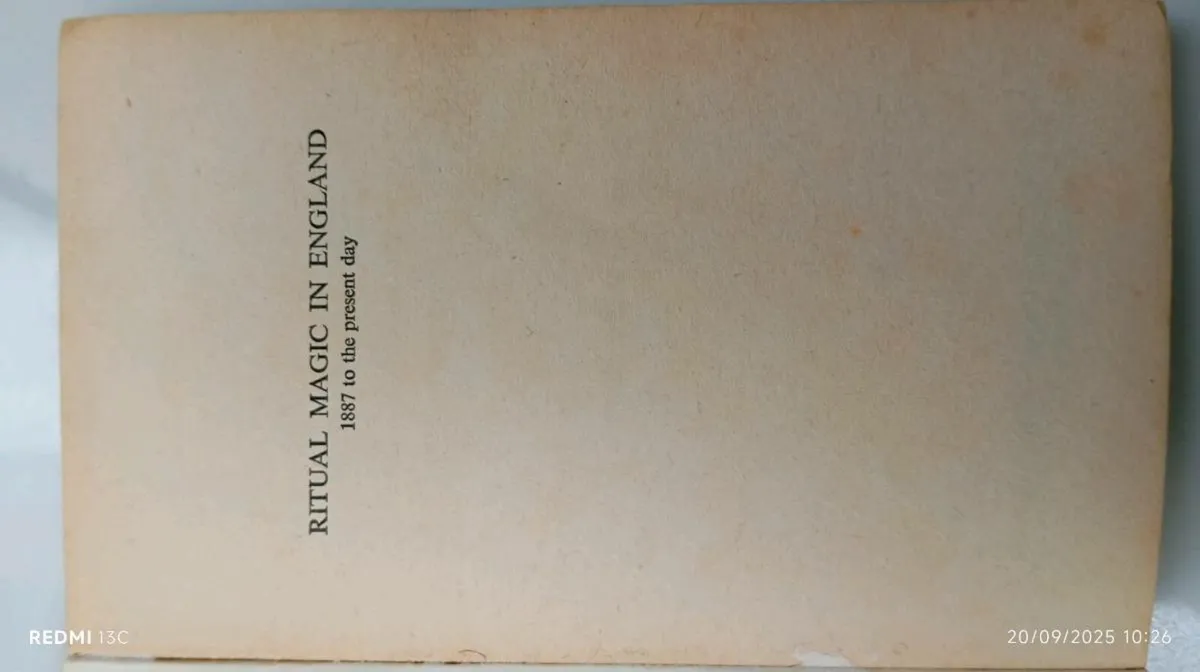 RITUAL MAGIC IN ENGLAND
1887 to the present day
REDMI 13C
20/09/2025 10:26